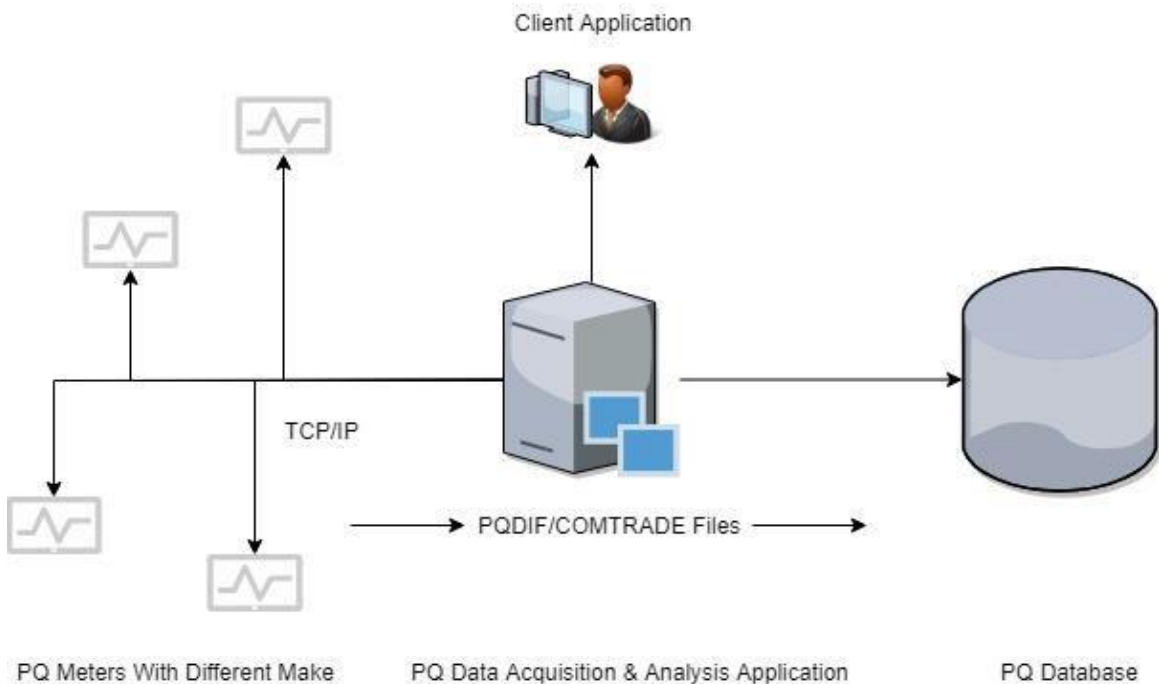 Client Application
TCP/IP
PQDIF/COMTRADE Files
PQ Meters With Different Make
PQ Data Acquisition & Analysis Application
PQ Database